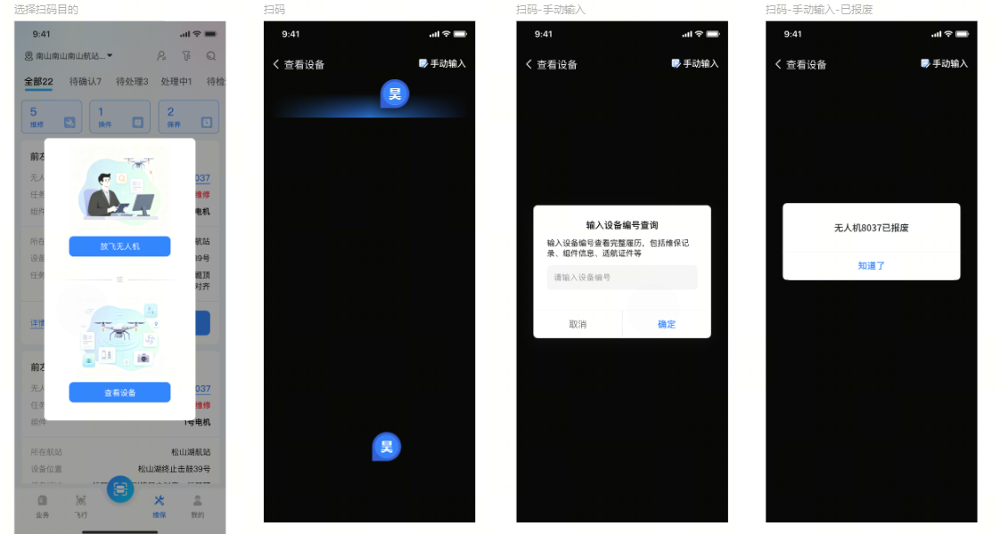 选择扫码目的
9:41
南山南山南山航站...
全部22 待确认7 待处理3 处理中1 待检
5
维修
1
换件
2
保养
前左
无人 037
任务 维修
组件 电机
放飞无人机
所在 航站
设备 39号
任务
对齐
或
详情
查看设备
前左
无人 037
任务 维修
组件 1号电机
所在航站 松山湖航站
设备位置 松山湖终止击鼓39号
业务 飞行 维保 我的
扫码
9:41
查看设备 手动输入
昊
昊
扫码-手动输入
9:41
查看设备 手动输入
输入设备编号查询
输入设备编号查看完整履历，包括维保记
录、组件信息、适航证件等
请输入设备编号
取消 确定
扫码-手动输入-已报废
9:41
查看设备 手动输入
无人机8037已报废
知道了